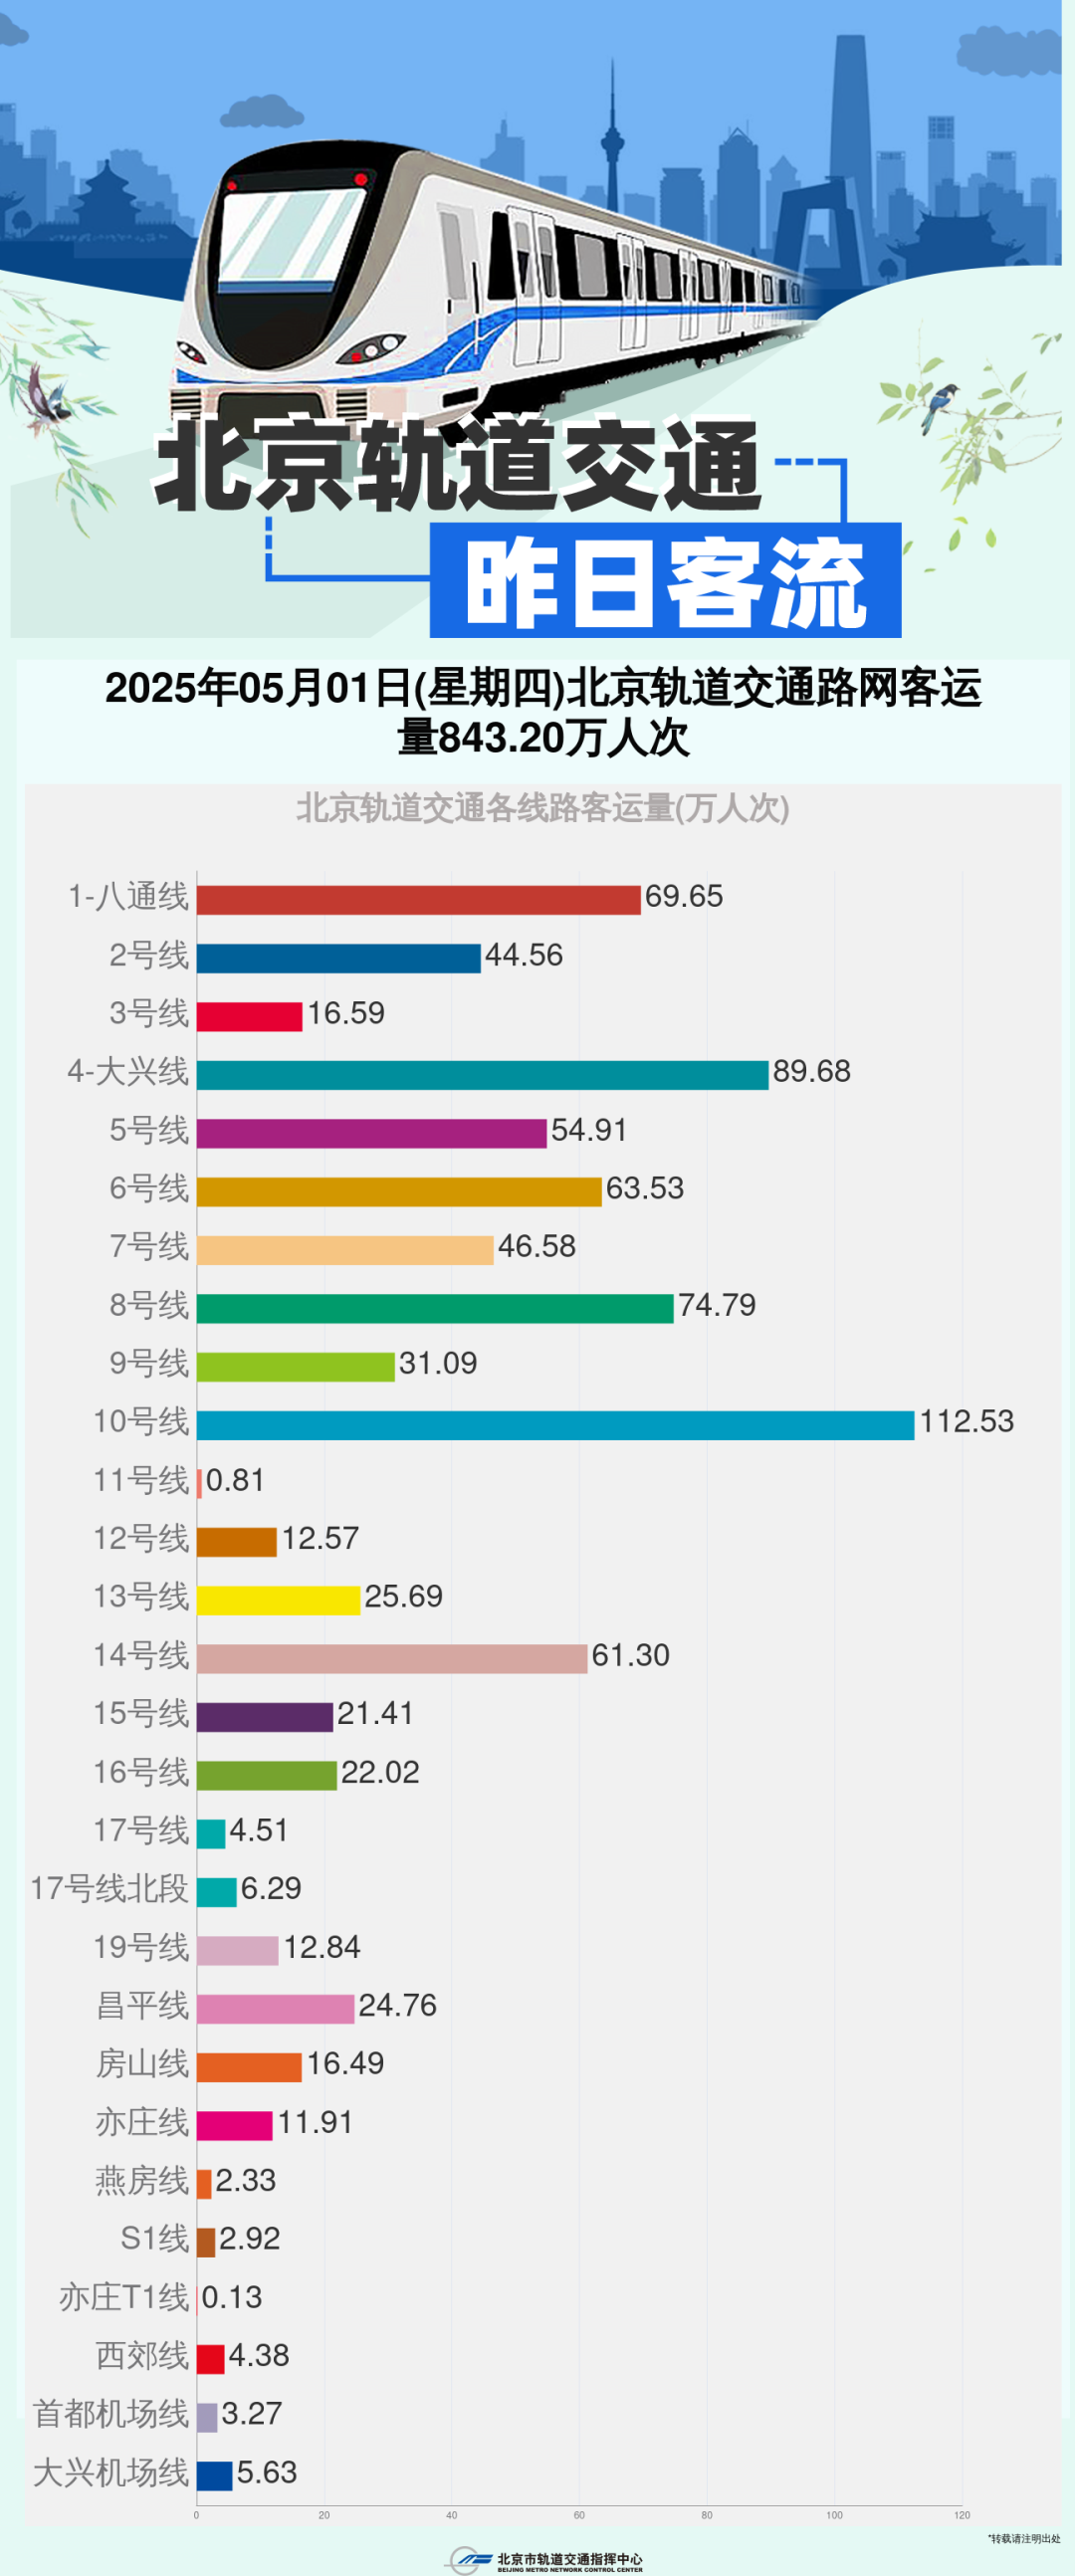 北京轨道交通
昨日客流
2025年05月01日(星期四)北京轨道交通路网客运
量843.20万人次
北京轨道交通各线路客运量(万人次)
1-八通线 69.65
2号线 44.56
3号线 16.59
4-大兴线 89.68
5号线 54.91
6号线 63.53
7号线 46.58
8号线 74.79
9号线 31.09
10号线 112.53
11号线 0.81
12号线 12.57
13号线 25.69
14号线 61.30
15号线 21.41
16号线 22.02
17号线 4.51
17号线北段 6.29
19号线 12.84
昌平线 24.76
房山线 16.49
亦庄线 11.91
燕房线 2.33
S1线 2.92
亦庄T1线 0.13
西郊线 4.38
首都机场线 3.27
大兴机场线 5.63
0 20 40 60 80 100 120
*转载请注明出处
北京市轨道交通指挥中心
BEIJING METRO NETWORK CONTROL CENTER